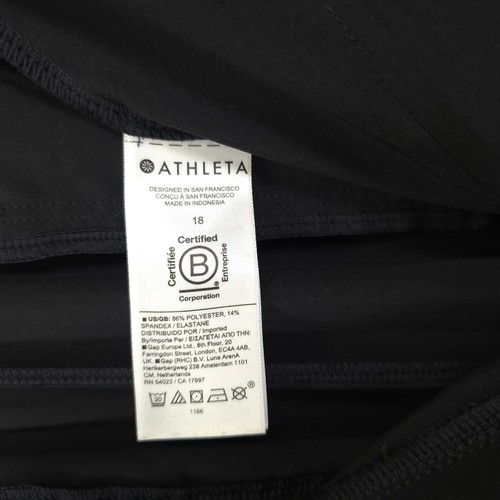 ATHLETA
DESIGNED IN SAN FRANCISCO
CONÇU À SAN FRANCISCO
MADE IN INDONESIA
18
Certified
Certifiée
B
Entreprise
®
Corporation
■ US/GB: 86% POLYESTER, 14%
SPANDEX / ELASTANE
DISTRIBUIDO POR / Imported
By/Importe Par / ΕΙΣΑΓΕΤΑΙ ΑΠΟ ΤΗΝ:
■ Gap Europe Ltd., 8th Floor, 20
Farringdon Street, London, EC4A 4AB,
UK. ■ Gap (RHC) B.V. Luna ArenA
Herikerbergweg 238 Amsterdam 1101
CM, Netherlands
RN 54023 / CA 17897
30
®
1166